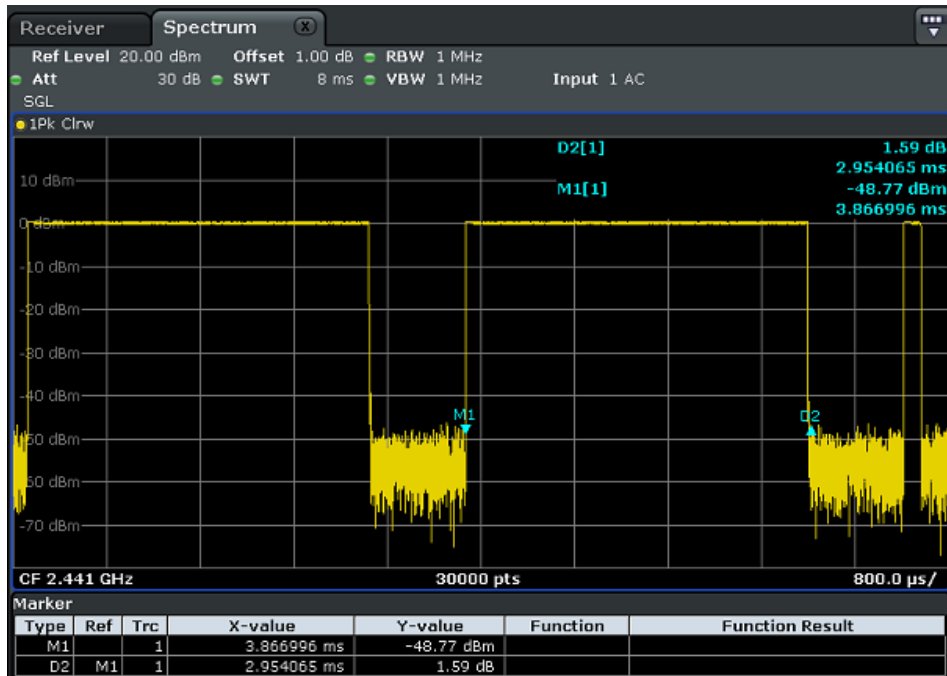 Receiver Spectrum X
Ref Level 20.00 dBm Offset 1.00 dB RBW 1 MHz
Att 30 dB SWT 8 ms VBW 1 MHz Input 1 AC
SGL
1Pk Clrw
D2[1] 1.59 dB
2.954065 ms
10 dBm
M1[1] -48.77 dBm
3.866996 ms
0 dBm
-10 dBm
-20 dBm
-30 dBm
-40 dBm
M1 D2
-50 dBm
-60 dBm
-70 dBm
CF 2.441 GHz 30000 pts 800.0 µs/
Marker
Type Ref Trc X-value Y-value Function Function Result
M1 1 3.866996 ms -48.77 dBm
D2 M1 1 2.954065 ms 1.59 dB